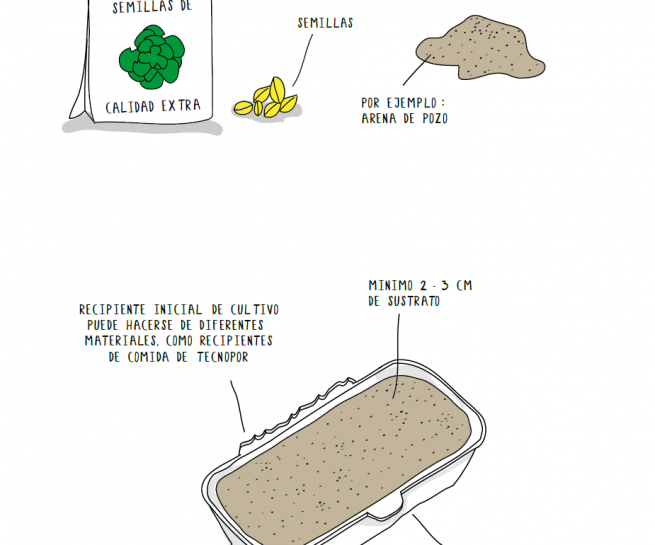 SEMILLAS DE
CALIDAD EXTRA
SEMILLAS
POR EJEMPLO:
ARENA DE POZO
MINIMO 2 - 3 CM
DE SUSTRATO
RECIPIENTE INICIAL DE CULTIVO
PUEDE HACERSE DE DIFERENTES
MATERIALES, COMO RECIPIENTES
DE COMIDA DE TECNOPOR